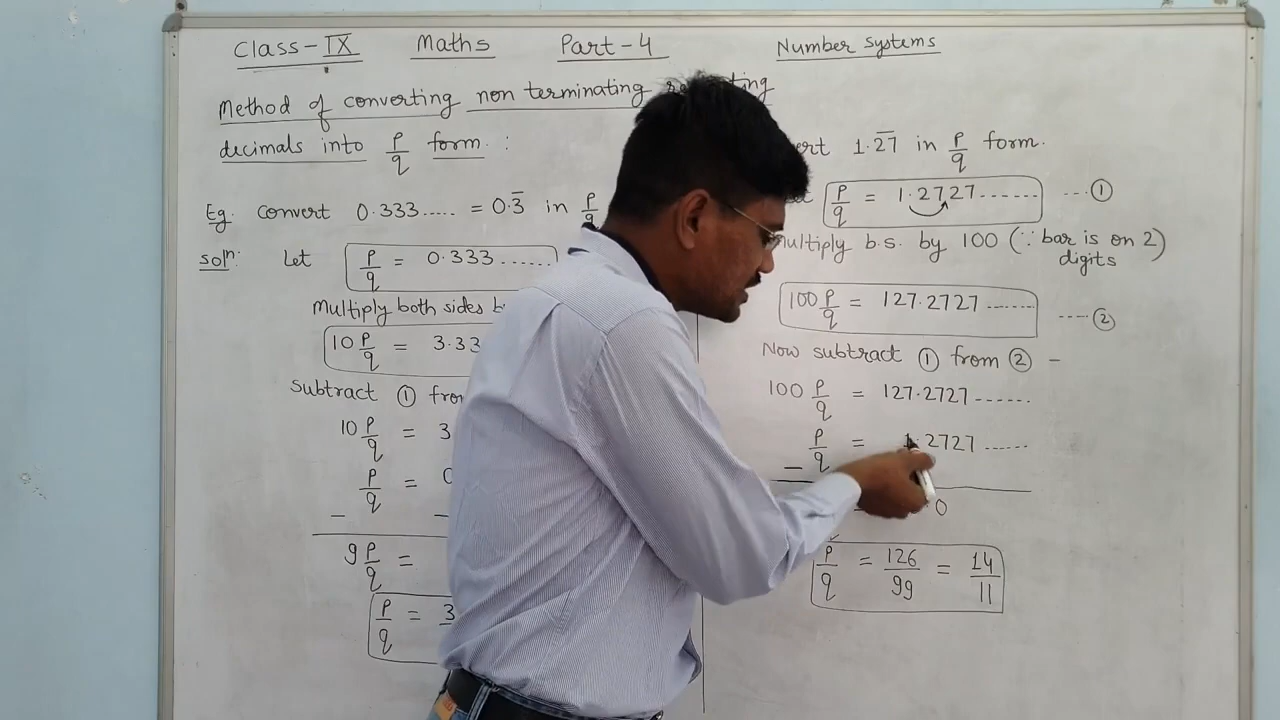 Class-IX Maths Part-4 Number Systems
Method of converting non terminating
decimals into p/q form :
Eg. Convert 0.333..... = 0.3̅ in p/q
Solⁿ: Let p/q = 0.333......
Multiply both sides
10 p/q = 3.33
Subtract ①
10 p/q = 3
p/q = 0
- -
9 p/q =
p/q = 3
1.2̅7̅ in p/q form.
p/q = 1.2727...... ---①
Multiply b.s. by 100 (∵ bar is on 2 digits)
100 p/q = 127.2727...... ----②
Now subtract ① from ② -
100 p/q = 127.2727......
- p/q = 1.2727......
0
p/q = 126/99 = 14/11